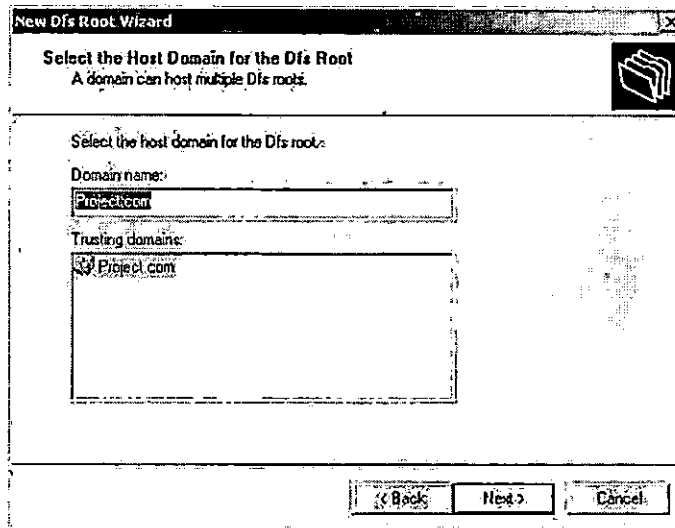 New Dfs Root Wizard
Select the Host Domain for the Dfs Root
A domain can host multiple Dfs roots.
Select the host domain for the Dfs root:
Domain name:
Project.com
Trusting domains:
Project.com
< Back
Next >
Cancel